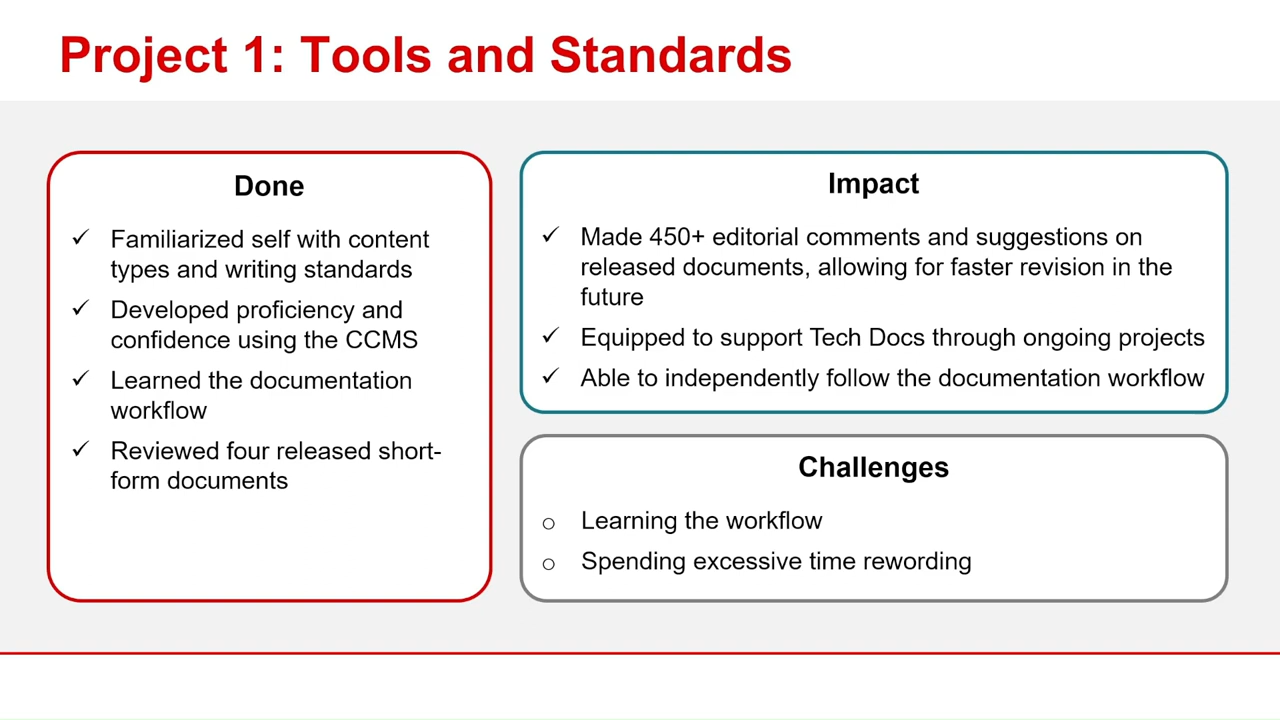 Project 1: Tools and Standards
Done
✓ Familiarized self with content
types and writing standards
✓ Developed proficiency and
confidence using the CCMS
✓ Learned the documentation
workflow
✓ Reviewed four released short-
form documents
Impact
✓ Made 450+ editorial comments and suggestions on
released documents, allowing for faster revision in the
future
✓ Equipped to support Tech Docs through ongoing projects
✓ Able to independently follow the documentation workflow
Challenges
○ Learning the workflow
○ Spending excessive time rewording